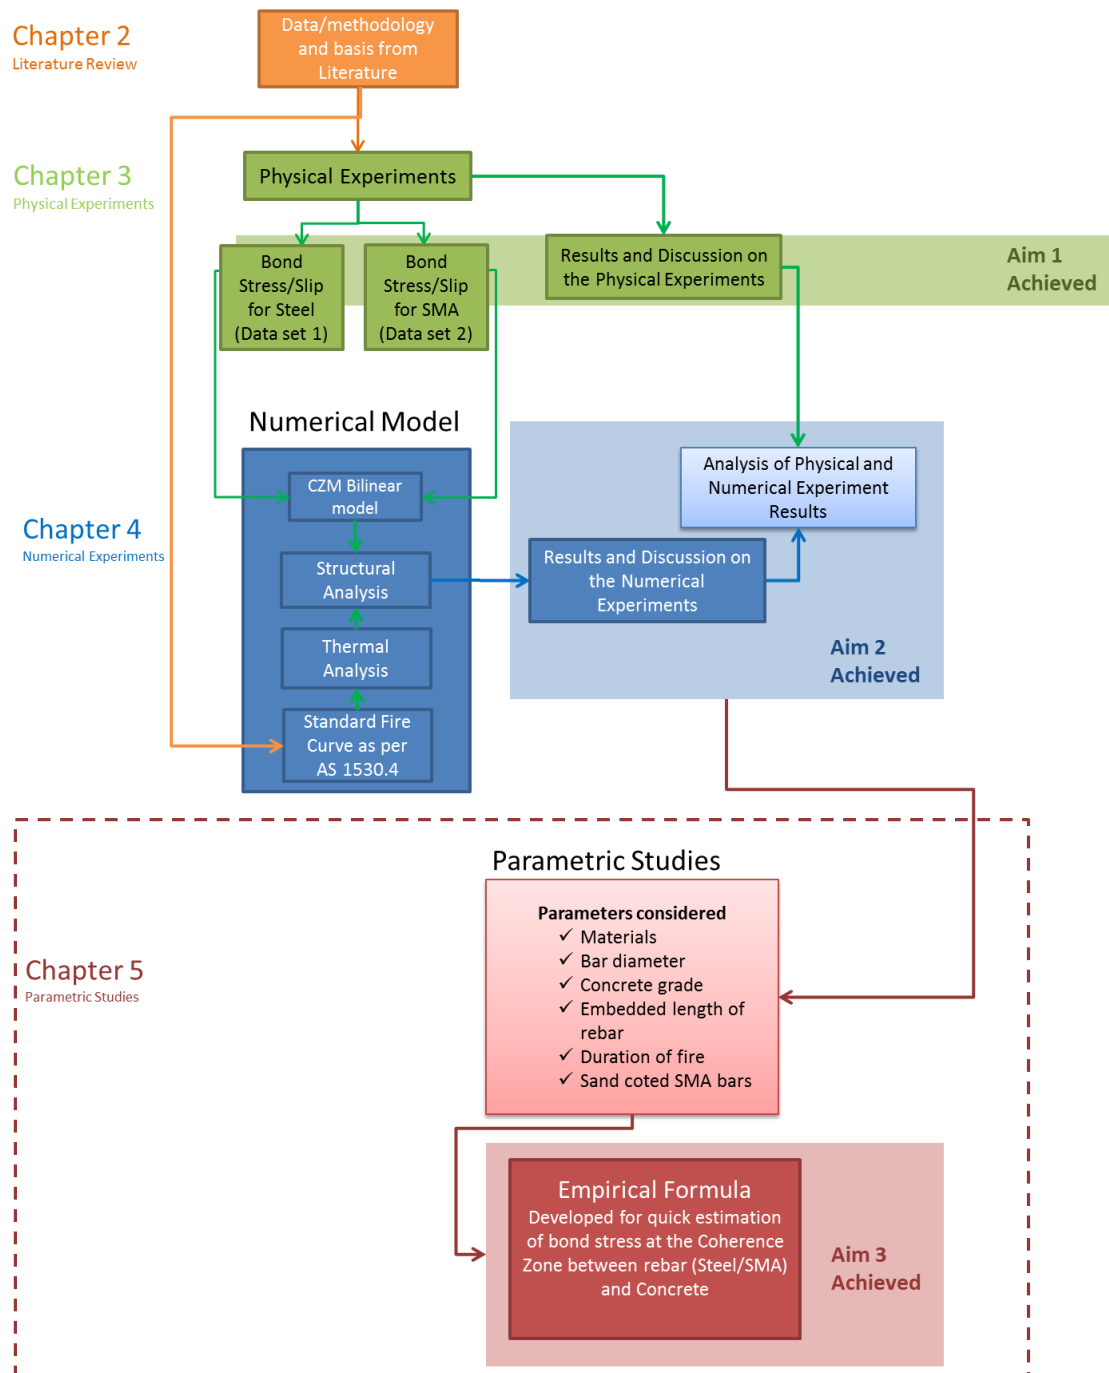 Chapter 2
Literature Review
Data/methodology
and basis from
Literature
Chapter 3
Physical Experiments
Physical Experiments
Bond
Stress/Slip
for Steel
(Data set 1)
Bond
Stress/Slip
for SMA
(Data set 2)
Results and Discussion on
the Physical Experiments
Aim 1
Achieved
Numerical Model
Chapter 4
Numerical Experiments
CZM Bilinear
model
Structural
Analysis
Thermal
Analysis
Standard Fire
Curve as per
AS 1530.4
Analysis of Physical and
Numerical Experiment
Results
Results and Discussion on
the Numerical
Experiments
Aim 2
Achieved
Chapter 5
Parametric Studies
Parametric Studies
Parameters considered
✓ Materials
✓ Bar diameter
✓ Concrete grade
✓ Embedded length of
rebar
✓ Duration of fire
✓ Sand coted SMA bars
Empirical Formula
Developed for quick estimation
of bond stress at the Coherence
Zone between rebar (Steel/SMA)
and Concrete
Aim 3
Achieved